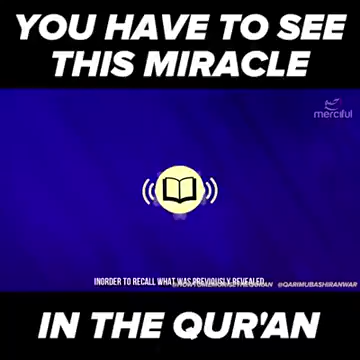 YOU HAVE TO SEE
THIS MIRACLE
merciful
INORDER TO RECALL WHAT WAS PREVIOUSLY REVEALED
@QARIMUBASHIRANWAR
IN THE QUR'AN